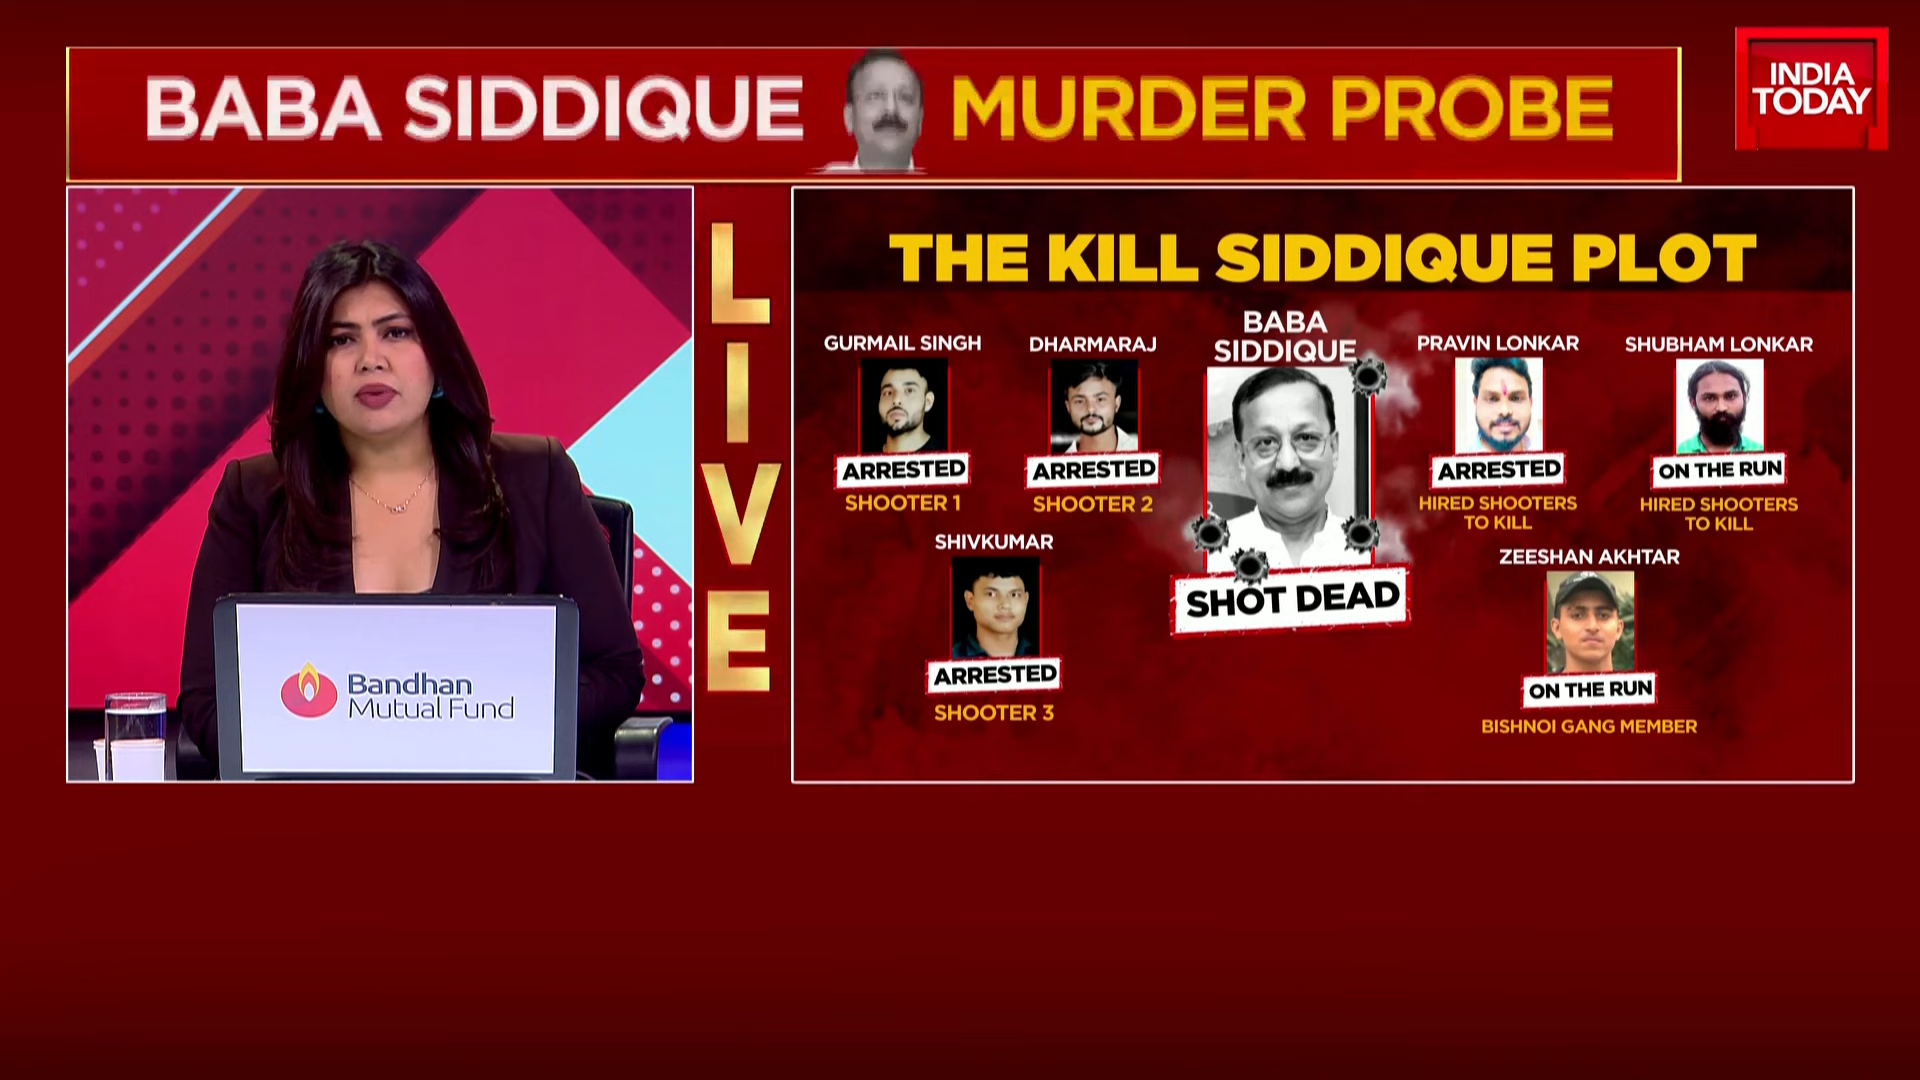 BABA SIDDIQUE MURDER PROBE
INDIA
TODAY
LIVE
Bandhan
Mutual Fund
THE KILL SIDDIQUE PLOT
GURMAIL SINGH
ARRESTED
SHOOTER 1
DHARMARAJ
ARRESTED
SHOOTER 2
BABA
SIDDIQUE
SHOT DEAD
PRAVIN LONKAR
ARRESTED
HIRED SHOOTERS
TO KILL
SHUBHAM LONKAR
ON THE RUN
HIRED SHOOTERS
TO KILL
SHIVKUMAR
ARRESTED
SHOOTER 3
ZEESHAN AKHTAR
ON THE RUN
BISHNOI GANG MEMBER